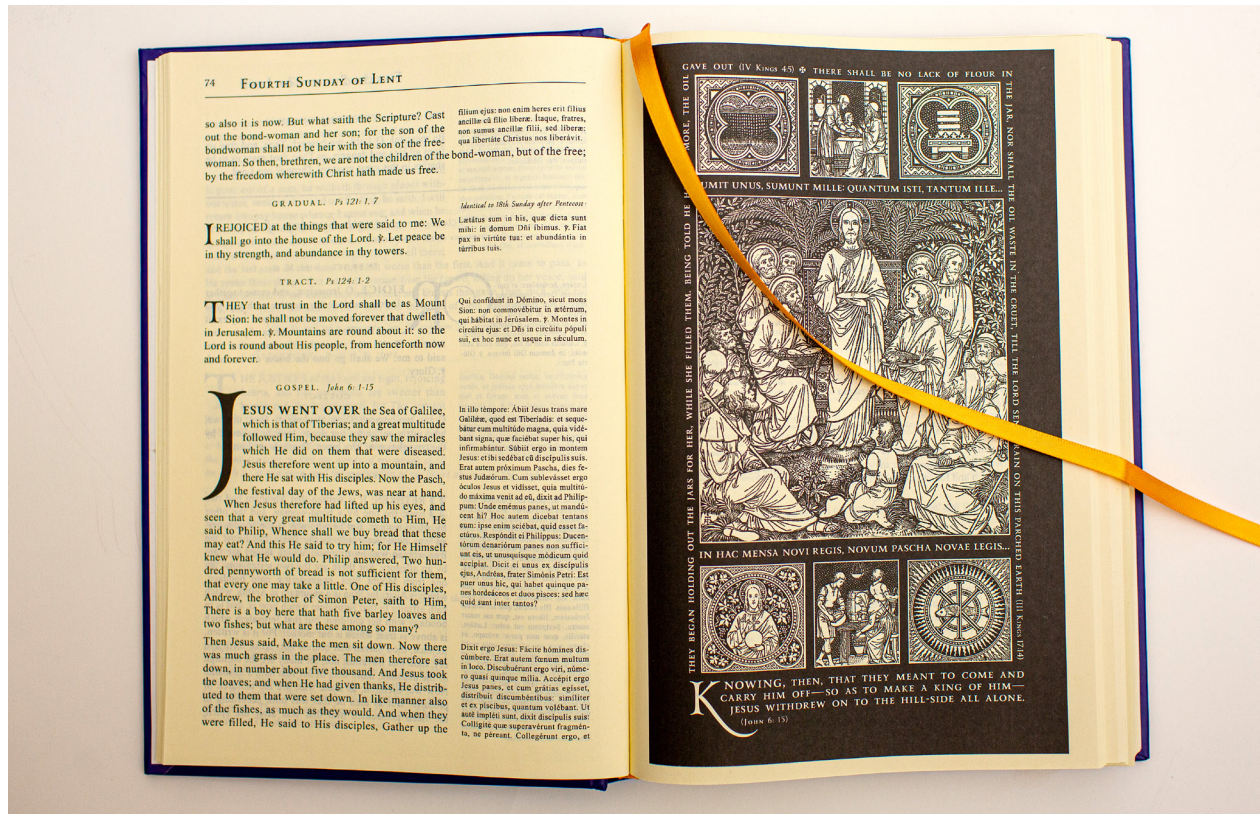 74 FOURTH SUNDAY OF LENT
so also it is now. But what saith the Scripture? Cast
out the bond-woman and her son; for the son of the
bondwoman shall not be heir with the son of the free-
woman. So then, brethren, we are not the children of the bond-woman, but of the free;
by the freedom wherewith Christ hath made us free.
filium ejus: non enim heres erit filius
ancillæ cũ filio liberæ. Ítaque, fratres,
non sumus ancillæ filii, sed líberæ:
qua libertáte Christus nos liberávit.
GRADUAL. Ps 121: 1, 7
I REJOICED at the things that were said to me: We
shall go into the house of the Lord. ℣. Let peace be
in thy strength, and abundance in thy towers.
Identical to 18th Sunday after Pentecost:
Lætátus sum in his, quæ dicta sunt
mihi: in domum Dñi íbimus. ℣. Fiat
pax in virtúte tua: et abundántia in
túrribus tuis.
TRACT. Ps 124: 1-2
THEY that trust in the Lord shall be as Mount
Sion: he shall not be moved forever that dwelleth
in Jerusalem. ℣. Mountains are round about it: so the
Lord is round about His people, from henceforth now
and forever.
Qui confídunt in Dómino, sicut mons
Sion: non commovébitur in ætérnum,
qui hábitat in Jerúsalem. ℣. Montes in
circúitu ejus: et Dñs in circúitu pópuli
sui, ex hoc nunc et usque in sǽculum.
GOSPEL. John 6: 1-15
JESUS WENT OVER the Sea of Galilee,
which is that of Tiberias; and a great multitude
followed Him, because they saw the miracles
which He did on them that were diseased.
Jesus therefore went up into a mountain, and
there He sat with His disciples. Now the Pasch,
the festival day of the Jews, was near at hand.
When Jesus therefore had lifted up his eyes, and
seen that a very great multitude cometh to Him, He
said to Philip, Whence shall we buy bread that these
may eat? And this He said to try him; for He Himself
knew what He would do. Philip answered, Two hun-
dred pennyworth of bread is not sufficient for them,
that every one may take a little. One of His disciples,
Andrew, the brother of Simon Peter, saith to Him,
There is a boy here that hath five barley loaves and
two fishes; but what are these among so many?
Then Jesus said, Make the men sit down. Now there
was much grass in the place. The men therefore sat
down, in number about five thousand. And Jesus took
the loaves; and when He had given thanks, He distrib-
uted to them that were set down. In like manner also
of the fishes, as much as they would. And when they
were filled, He said to His disciples, Gather up the
In illo témpore: Ábiit Jesus trans mare
Galilǽæ, quod est Tiberíadis: et seque-
bátur eum multitúdo magna, quia vidé-
bant signa, quæ faciébat super his, qui
infirmabántur. Súbiit ergo in montem
Jesus: et ibi sedébat cũ discípulis suis.
Erat autem próximum Pascha, dies fe-
stus Judæórum. Cum sublevásset ergo
óculos Jesus et vidísset, quia multitú-
do máxima venit ad eũ, dixit ad Philíp-
pum: Unde emémus panes, ut mandú-
cent hi? Hoc autem dicébat tentans
eum: ipse enim sciébat, quid esset fa-
ctúrus. Respóndit ei Philíppus: Ducen-
tórum denariórum panes non suffíci-
unt eis, ut unusquísque módicum quid
accípiat. Dicit ei unus ex discípulis
ejus, Andréas, frater Simónis Petri: Est
puer unus hic, qui habet quinque pa-
nes hordeáceos et duos pisces: sed hæc
quid sunt inter tantos?
Dixit ergo Jesus: Fácite hómines dis-
cúmbere. Erat autem fœnum multum
in loco. Discubuérunt ergo viri, núme-
ro quasi quinque mília. Accépit ergo
Jesus panes, et cum grátias egísset,
distríbuit discumbéntibus: simíliter
et ex píscibus, quantum volébant. Ut
autē impléti sunt, dixit discípulis suis:
Collígite quæ superavérunt fragmén-
ta, ne péreant. Collegérunt ergo, et
THEY BEGAN HOLDING OUT THE JARS FOR HER, WHILE SHE FILLED THEM. BEING TOLD HE H
MORE, THE OIL
GAVE OUT (IV KINGS 4:5) ✠ THERE SHALL BE NO LACK OF FLOUR IN
THE JAR, NOR SHALL THE OIL WASTE IN THE CRUET, TILL THE LORD SEN
RAIN ON THIS PARCHED EARTH (III KINGS 17:14)
UMIT UNUS, SUMUNT MILLE: QUANTUM ISTI, TANTUM ILLE...
IN HAC MENSA NOVI REGIS, NOVUM PASCHA NOVAE LEGIS...
KNOWING, THEN, THAT THEY MEANT TO COME AND
CARRY HIM OFF—SO AS TO MAKE A KING OF HIM—
JESUS WITHDREW ON TO THE HILL-SIDE ALL ALONE.
(JOHN 6: 15)